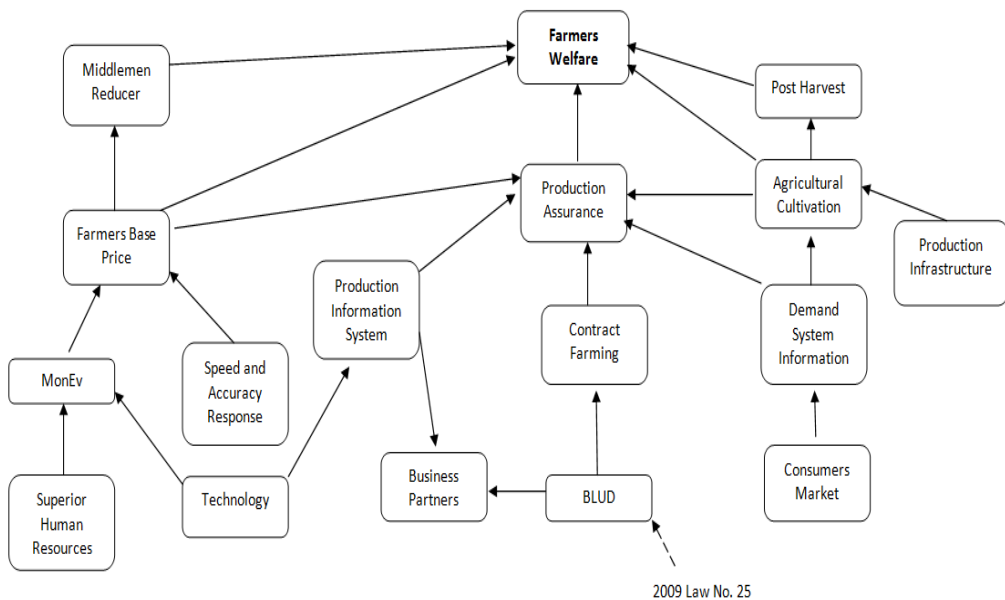 Farmers
Welfare
Middlemen
Reducer
Post Harvest
Production
Assurance
Agricultural
Cultivation
Farmers Base
Price
Production
Infrastructure
Production
Information
System
Contract
Farming
Demand
System
Information
MonEv
Speed and
Accuracy
Response
Superior
Human
Resources
Technology
Business
Partners
BLUD
Consumers
Market
2009 Law No. 25